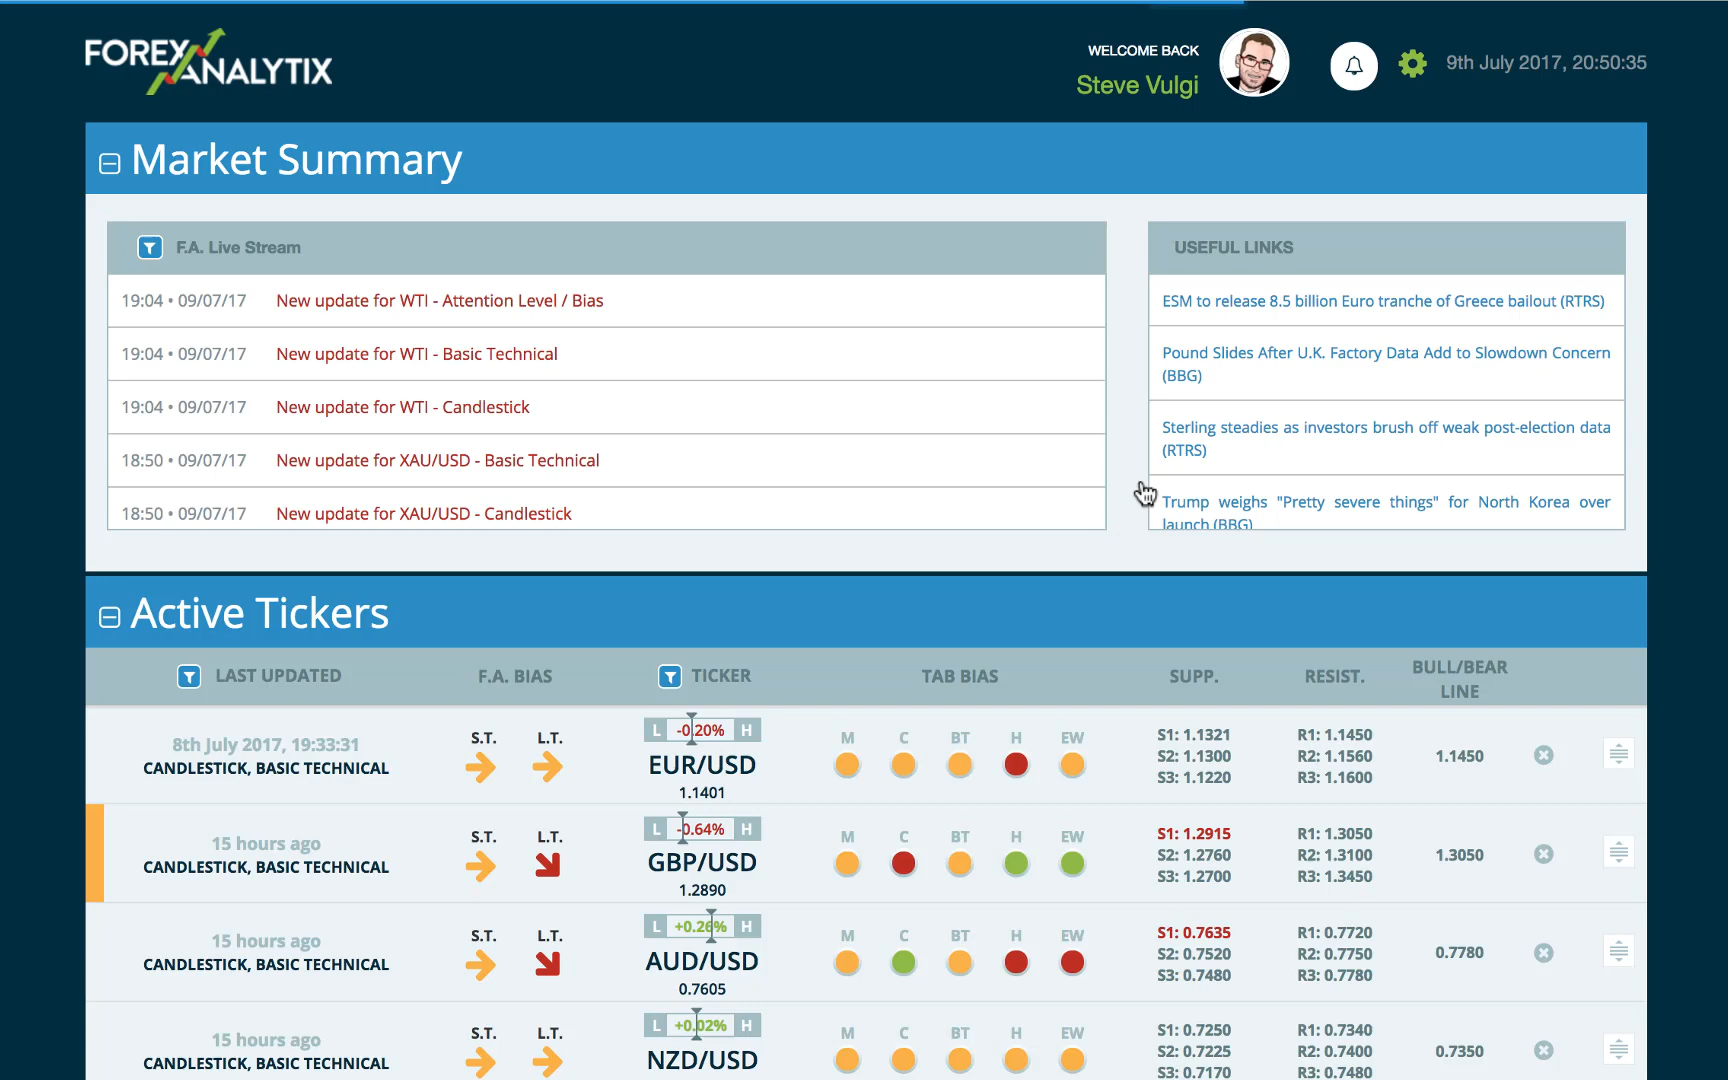 FOREX ANALYTIX
WELCOME BACK
Steve Vulgi
9th July 2017, 20:50:35
Market Summary
F.A. Live Stream
19:04 • 09/07/17 New update for WTI - Attention Level / Bias
19:04 • 09/07/17 New update for WTI - Basic Technical
19:04 • 09/07/17 New update for WTI - Candlestick
18:50 • 09/07/17 New update for XAU/USD - Basic Technical
18:50 • 09/07/17 New update for XAU/USD - Candlestick
USEFUL LINKS
ESM to release 8.5 billion Euro tranche of Greece bailout (RTRS)
Pound Slides After U.K. Factory Data Add to Slowdown Concern
(BBG)
Sterling steadies as investors brush off weak post-election data
(RTRS)
Trump weighs "Pretty severe things" for North Korea over
launch (BBG)
Active Tickers
LAST UPDATED F.A. BIAS TICKER TAB BIAS SUPP. RESIST. BULL/BEAR
LINE
L -0.20% H
8th July 2017, 19:33:31 S.T. L.T. M C BT H EW S1: 1.1321 R1: 1.1450
CANDLESTICK, BASIC TECHNICAL EUR/USD S2: 1.1300 R2: 1.1560 1.1450
1.1401 S3: 1.1220 R3: 1.1600
L -0.64% H
15 hours ago S.T. L.T. M C BT H EW S1: 1.2915 R1: 1.3050
CANDLESTICK, BASIC TECHNICAL GBP/USD S2: 1.2760 R2: 1.3100 1.3050
1.2890 S3: 1.2700 R3: 1.3450
L +0.26% H
15 hours ago S.T. L.T. M C BT H EW S1: 0.7635 R1: 0.7720
CANDLESTICK, BASIC TECHNICAL AUD/USD S2: 0.7520 R2: 0.7750 0.7780
0.7605 S3: 0.7480 R3: 0.7780
L +0.02% H
15 hours ago S.T. L.T. M C BT H EW S1: 0.7250 R1: 0.7340
CANDLESTICK, BASIC TECHNICAL NZD/USD S2: 0.7225 R2: 0.7400 0.7350
S3: 0.7170 R3: 0.7480